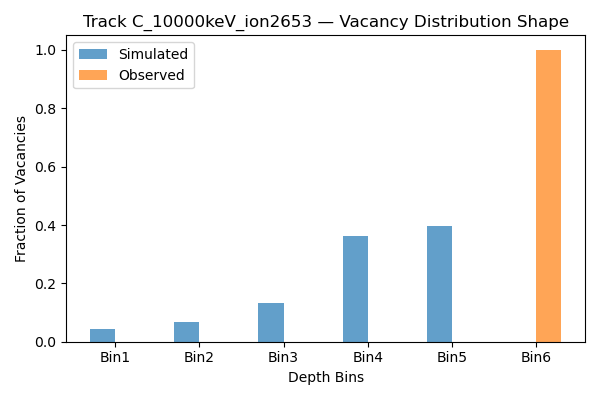 Track C_10000keV_ion2653 — Vacancy Distribution Shape
Simulated
Observed
Fraction of Vacancies
1.0
0.8
0.6
0.4
0.2
0.0
Bin1 Bin2 Bin3 Bin4 Bin5 Bin6
Depth Bins